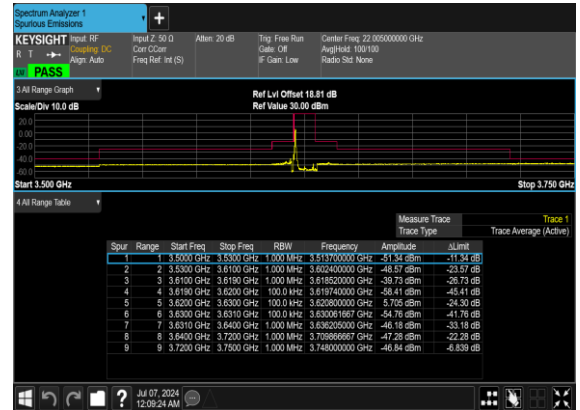 Spectrum Analyzer 1
Spurious Emissions
KEYSIGHT Input: RF Input Z: 50 Ω Atten: 20 dB Trig: Free Run Center Freq: 22.005000000 GHz
R T Coupling: DC Corr CCorr Gate: Off Avg|Hold: 100/100
Align: Auto Freq Ref: Int (S) IF Gain: Low Radio Std: None
LVI PASS
3 All Range Graph
Ref Lvl Offset 18.81 dB
Scale/Div 10.0 dB Ref Value 30.00 dBm
20.0
0.00
-20.0
-40.0
-60.0
Start 3.500 GHz Stop 3.750 GHz
4 All Range Table
Measure Trace Trace 1
Trace Type Trace Average (Active)
Spur Range Start Freq Stop Freq RBW Frequency Amplitude ΔLimit
1 1 3.5000 GHz 3.5300 GHz 1.000 MHz 3.513700000 GHz -51.34 dBm -11.34 dB
2 2 3.5300 GHz 3.6100 GHz 1.000 MHz 3.602400000 GHz -48.57 dBm -23.57 dB
3 3 3.6100 GHz 3.6190 GHz 1.000 MHz 3.618520000 GHz -39.73 dBm -26.73 dB
4 4 3.6190 GHz 3.6200 GHz 100.0 kHz 3.619740000 GHz -58.41 dBm -45.41 dB
5 5 3.6200 GHz 3.6300 GHz 100.0 kHz 3.620800000 GHz 5.705 dBm -24.30 dB
6 6 3.6300 GHz 3.6310 GHz 100.0 kHz 3.630061667 GHz -54.76 dBm -41.76 dB
7 7 3.6310 GHz 3.6400 GHz 1.000 MHz 3.636205000 GHz -46.18 dBm -33.18 dB
8 8 3.6400 GHz 3.7200 GHz 1.000 MHz 3.709866667 GHz -47.28 dBm -22.28 dB
9 9 3.7200 GHz 3.7500 GHz 1.000 MHz 3.748000000 GHz -46.84 dBm -6.839 dB
? Jul 07, 2024
12:09:24 AM